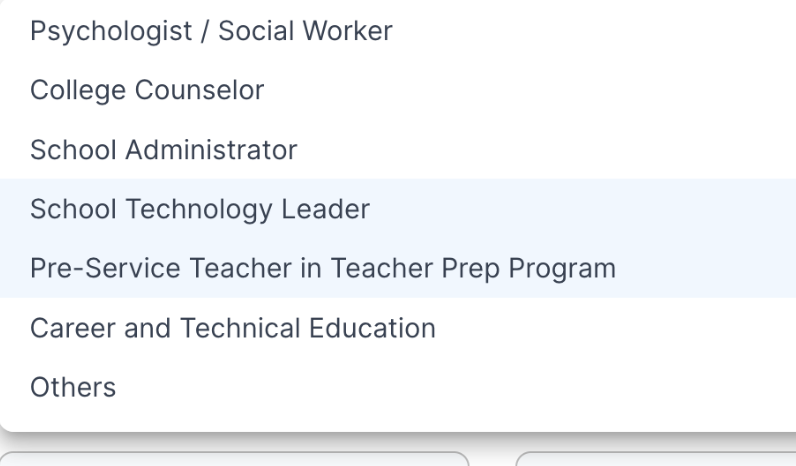 Psychologist / Social Worker
College Counselor
School Administrator
School Technology Leader
Pre-Service Teacher in Teacher Prep Program
Career and Technical Education
Others